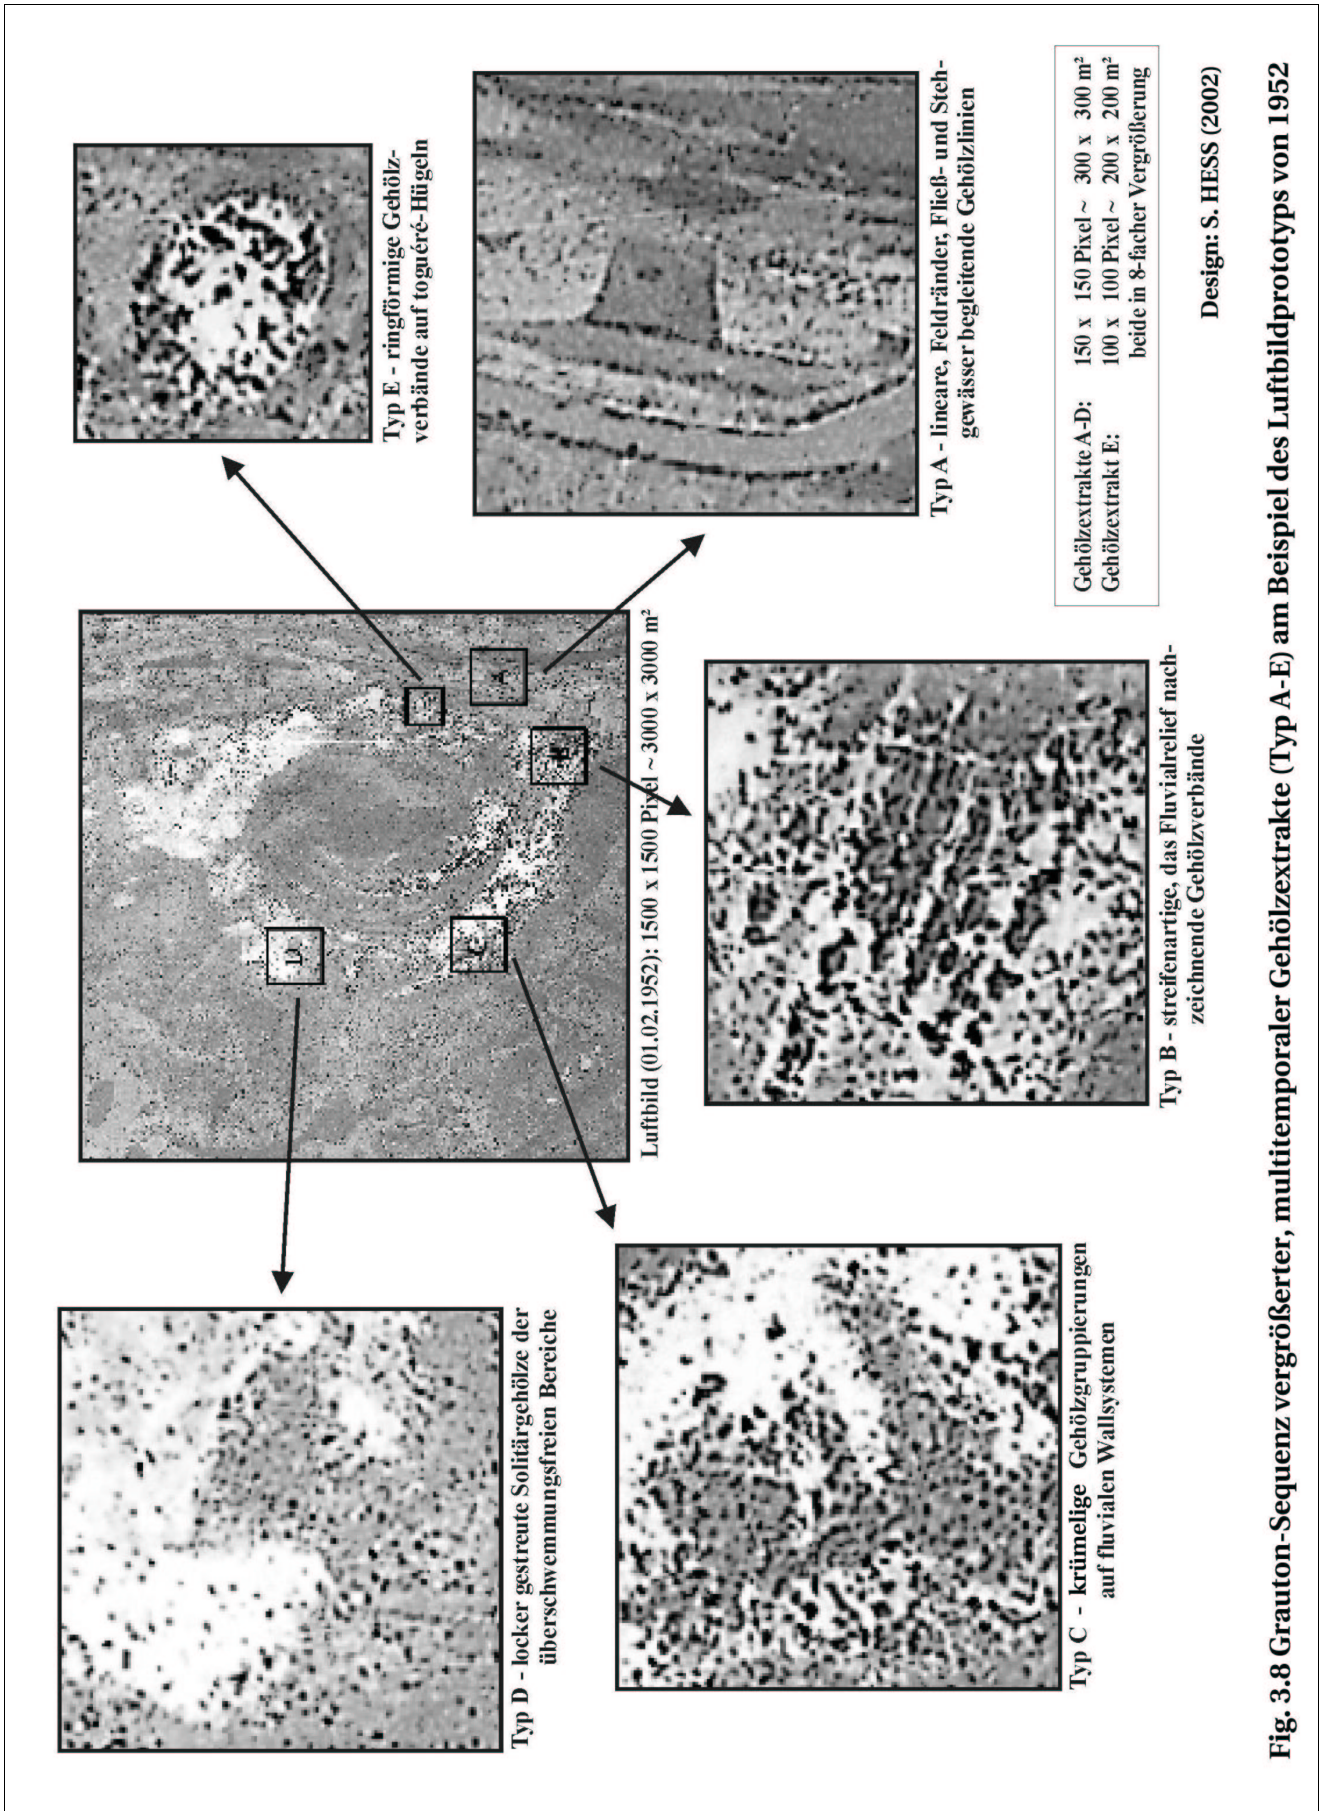 Typ D - locker gestreute Solitärgehölze der
überschwemmungsfreien Bereiche
Typ E - ringförmige Gehölz-
verbände auf toguéré-Hügeln
D
C
B
A
Luftbild (01.02.1952): 1500 x 1500 Pixel ~ 3000 x 3000 m²
Typ A - lineare, Feldränder, Fließ- und Steh-
gewässer begleitende Gehölzlinien
Typ C - krümelige Gehölzgruppierungen
auf fluvialen Wallsystemen
Typ B - streifenartige, das Fluvialrelief nach-
zeichnende Gehölzverbände
Gehölzextrakte A-D: 150 x 150 Pixel ~ 300 x 300 m²
Gehölzextrakt E: 100 x 100 Pixel ~ 200 x 200 m²
beide in 8-facher Vergrößerung
Design: S. HESS (2002)
Fig. 3.8 Grauton-Sequenz vergrößerter, multitemporaler Gehölzextrakte (Typ A-E) am Beispiel des Luftbildprototyps von 1952